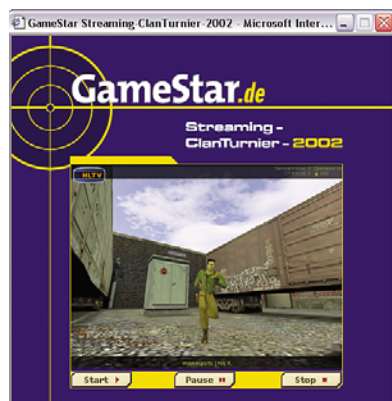 GameStar Streaming-ClanTurnier-2002 - Microsoft Inter...
GameStar.de
Streaming -
ClanTurnier - 2002
HLTV
Start
Pause
Stop